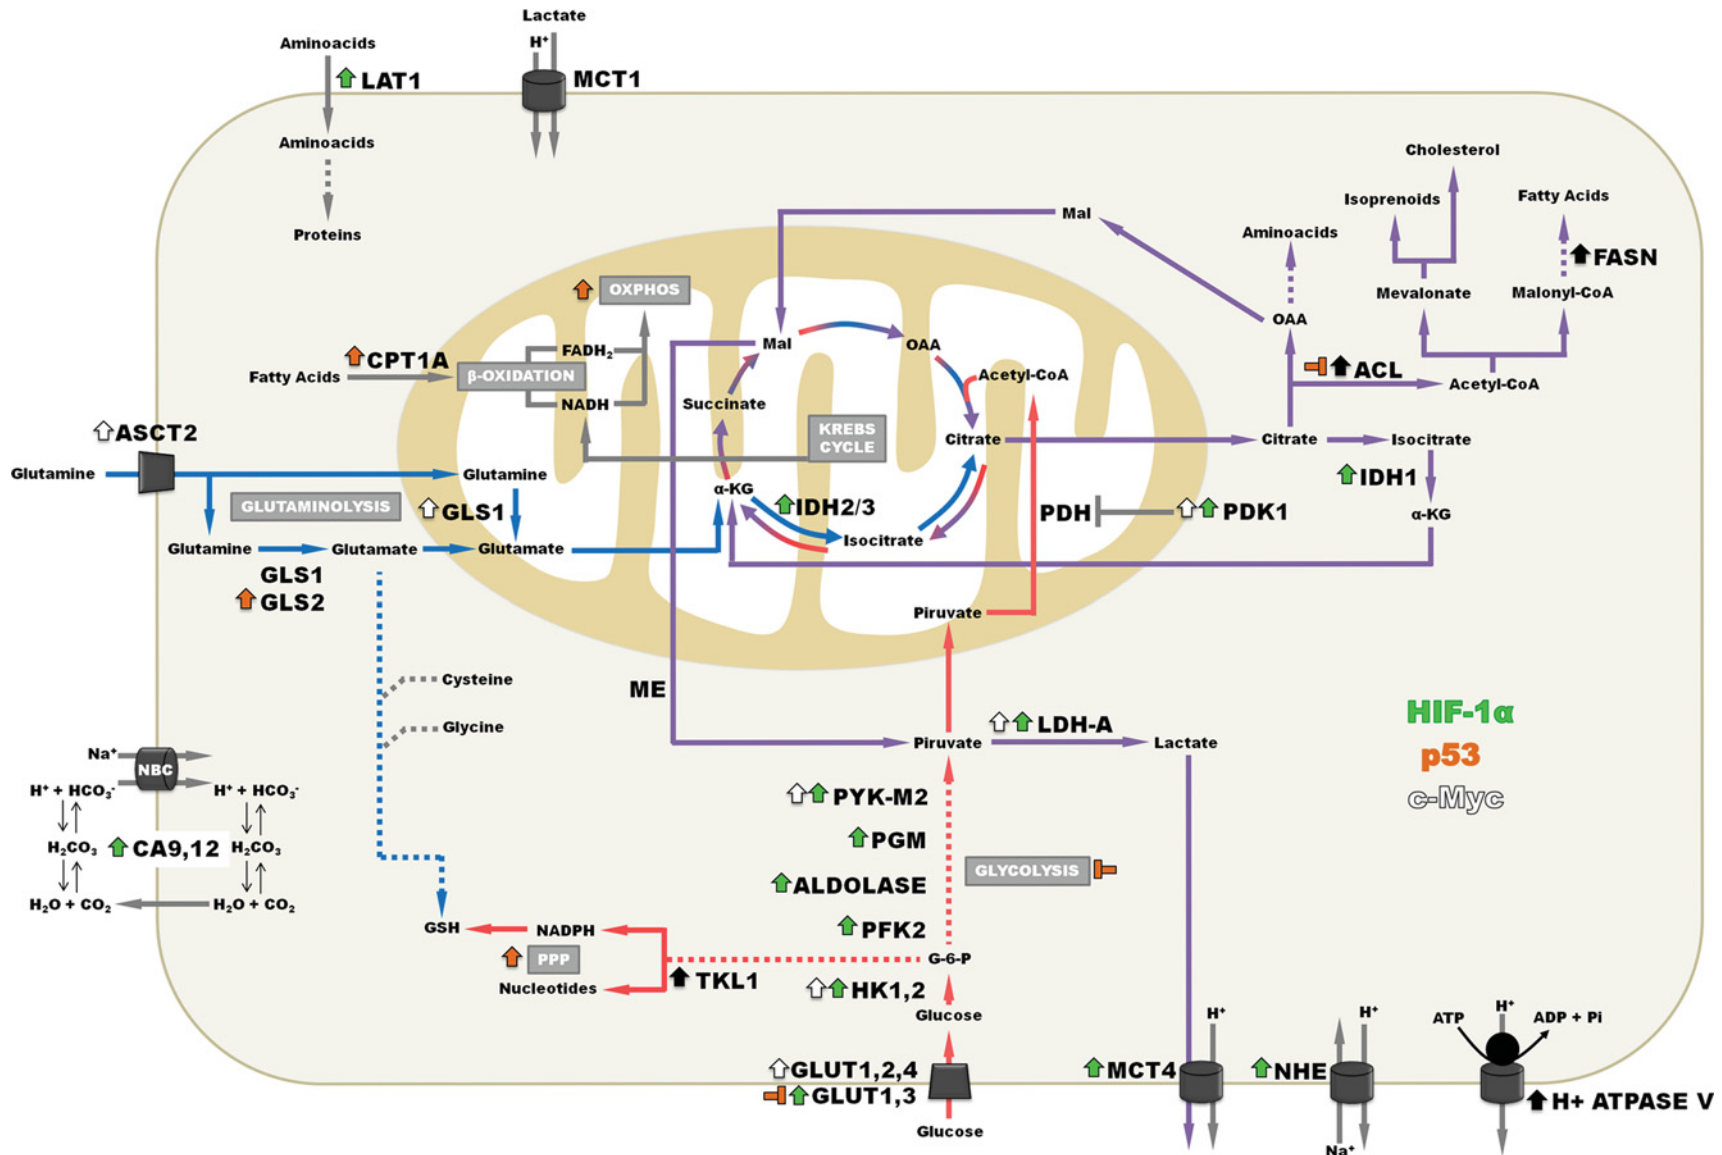 Lactate
H⁺
Aminoacids
LAT1
MCT1
Aminoacids
Proteins
Cholesterol
Isoprenoids
Fatty Acids
Mal
Aminoacids
FASN
OXPHOS
Mevalonate
Malonyl-CoA
OAA
Mal
OAA
FADH₂
CPT1A
Fatty Acids
β-OXIDATION
Acetyl-CoA
ACL
Acetyl-CoA
NADH
Succinate
KREBS
CYCLE
Citrate
Citrate
Isocitrate
ASCT2
Glutamine
Glutamine
IDH1
α-KG
GLUTAMINOLYSIS
GLS1
IDH2/3
PDH
PDK1
α-KG
Isocitrate
Glutamine
Glutamate
Glutamate
GLS1
GLS2
Piruvate
Cysteine
ME
Glycine
HIF-1α
p53
c-Myc
LDH-A
Piruvate
Lactate
Na⁺
NBC
H⁺ + HCO₃⁻
H⁺ + HCO₃⁻
PYK-M2
PGM
H₂CO₃
CA9,12
H₂CO₃
GLYCOLYSIS
ALDOLASE
H₂O + CO₂
H₂O + CO₂
PFK2
GSH
NADPH
PPP
G-6-P
TKL1
Nucleotides
HK1,2
Glucose
H⁺
H⁺
H⁺
ATP
ADP + Pi
GLUT1,2,4
GLUT1,3
MCT4
NHE
H+ ATPASE V
Glucose
Na⁺